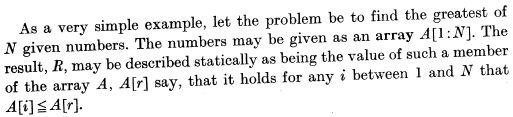 As a very simple example, let the problem be to find the greatest of
N given numbers. The numbers may be given as an array A[1:N]. The
result, R, may be described statically as being the value of such a member
of the array A, A[r] say, that it holds for any i between 1 and N that
A[i]≦A[r].